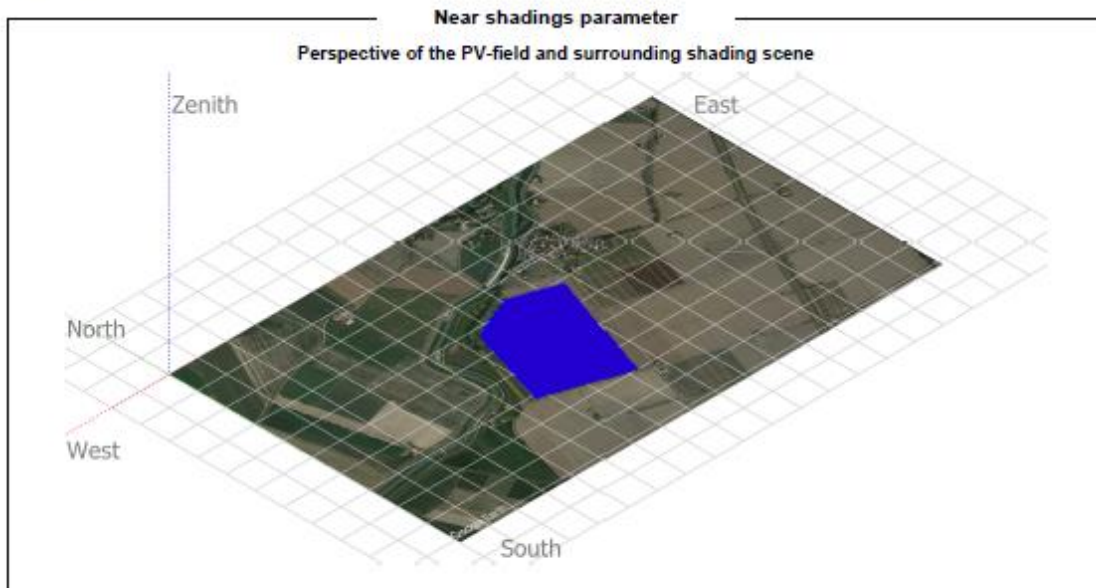 Near shadings parameter
Perspective of the PV-field and surrounding shading scene
Zenith
East
North
West
South